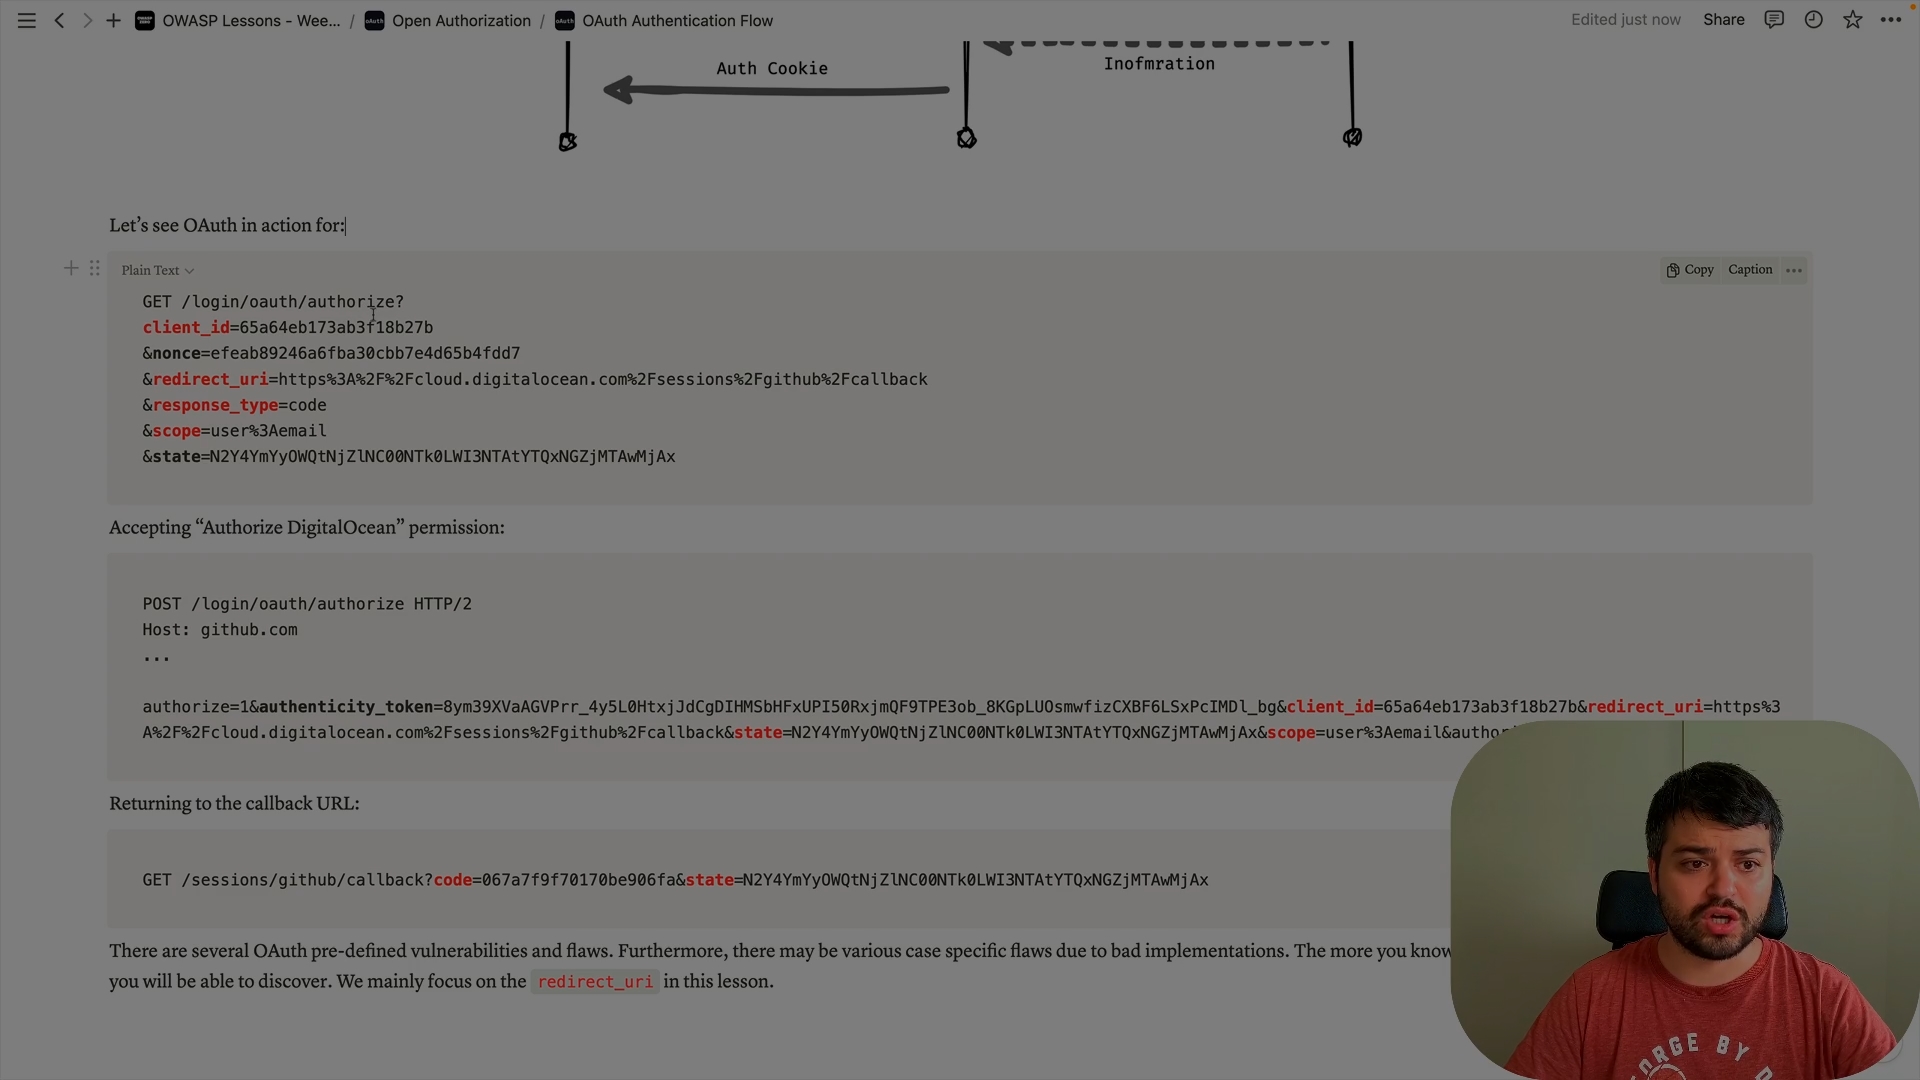 OWASP Lessons - Wee... / Open Authorization / OAuth Authentication Flow
Edited just now Share
Auth Cookie
Inofmration
Let’s see OAuth in action for:
Plain Text
Copy Caption
GET /login/oauth/authorize?
client_id=65a64eb173ab3f18b27b
&nonce=efeab89246a6fba30cbb7e4d65b4fdd7
&redirect_uri=https%3A%2F%2Fcloud.digitalocean.com%2Fsessions%2Fgithub%2Fcallback
&response_type=code
&scope=user%3Aemail
&state=N2Y4YmYyOWQtNjZlNC00NTk0LWI3NTAtYTQxNGZjMTAwMjAx
Accepting “Authorize DigitalOcean” permission:
POST /login/oauth/authorize HTTP/2
Host: github.com
...
authorize=1&authenticity_token=8ym39XVaAGVPrr_4y5L0HtxjJdCgDIHMSbHFxUPI50RxjmQF9TPE3ob_8KGpLUOsmwfizCXBF6LSxPcIMDl_bg&client_id=65a64eb173ab3f18b27b&redirect_uri=https%3
A%2F%2Fcloud.digitalocean.com%2Fsessions%2Fgithub%2Fcallback&state=N2Y4YmYyOWQtNjZlNC00NTk0LWI3NTAtYTQxNGZjMTAwMjAx&scope=user%3Aemail&author
Returning to the callback URL:
GET /sessions/github/callback?code=067a7f9f70170be906fa&state=N2Y4YmYyOWQtNjZlNC00NTk0LWI3NTAtYTQxNGZjMTAwMjAx
There are several OAuth pre-defined vulnerabilities and flaws. Furthermore, there may be various case specific flaws due to bad implementations. The more you know
you will be able to discover. We mainly focus on the redirect_uri in this lesson.